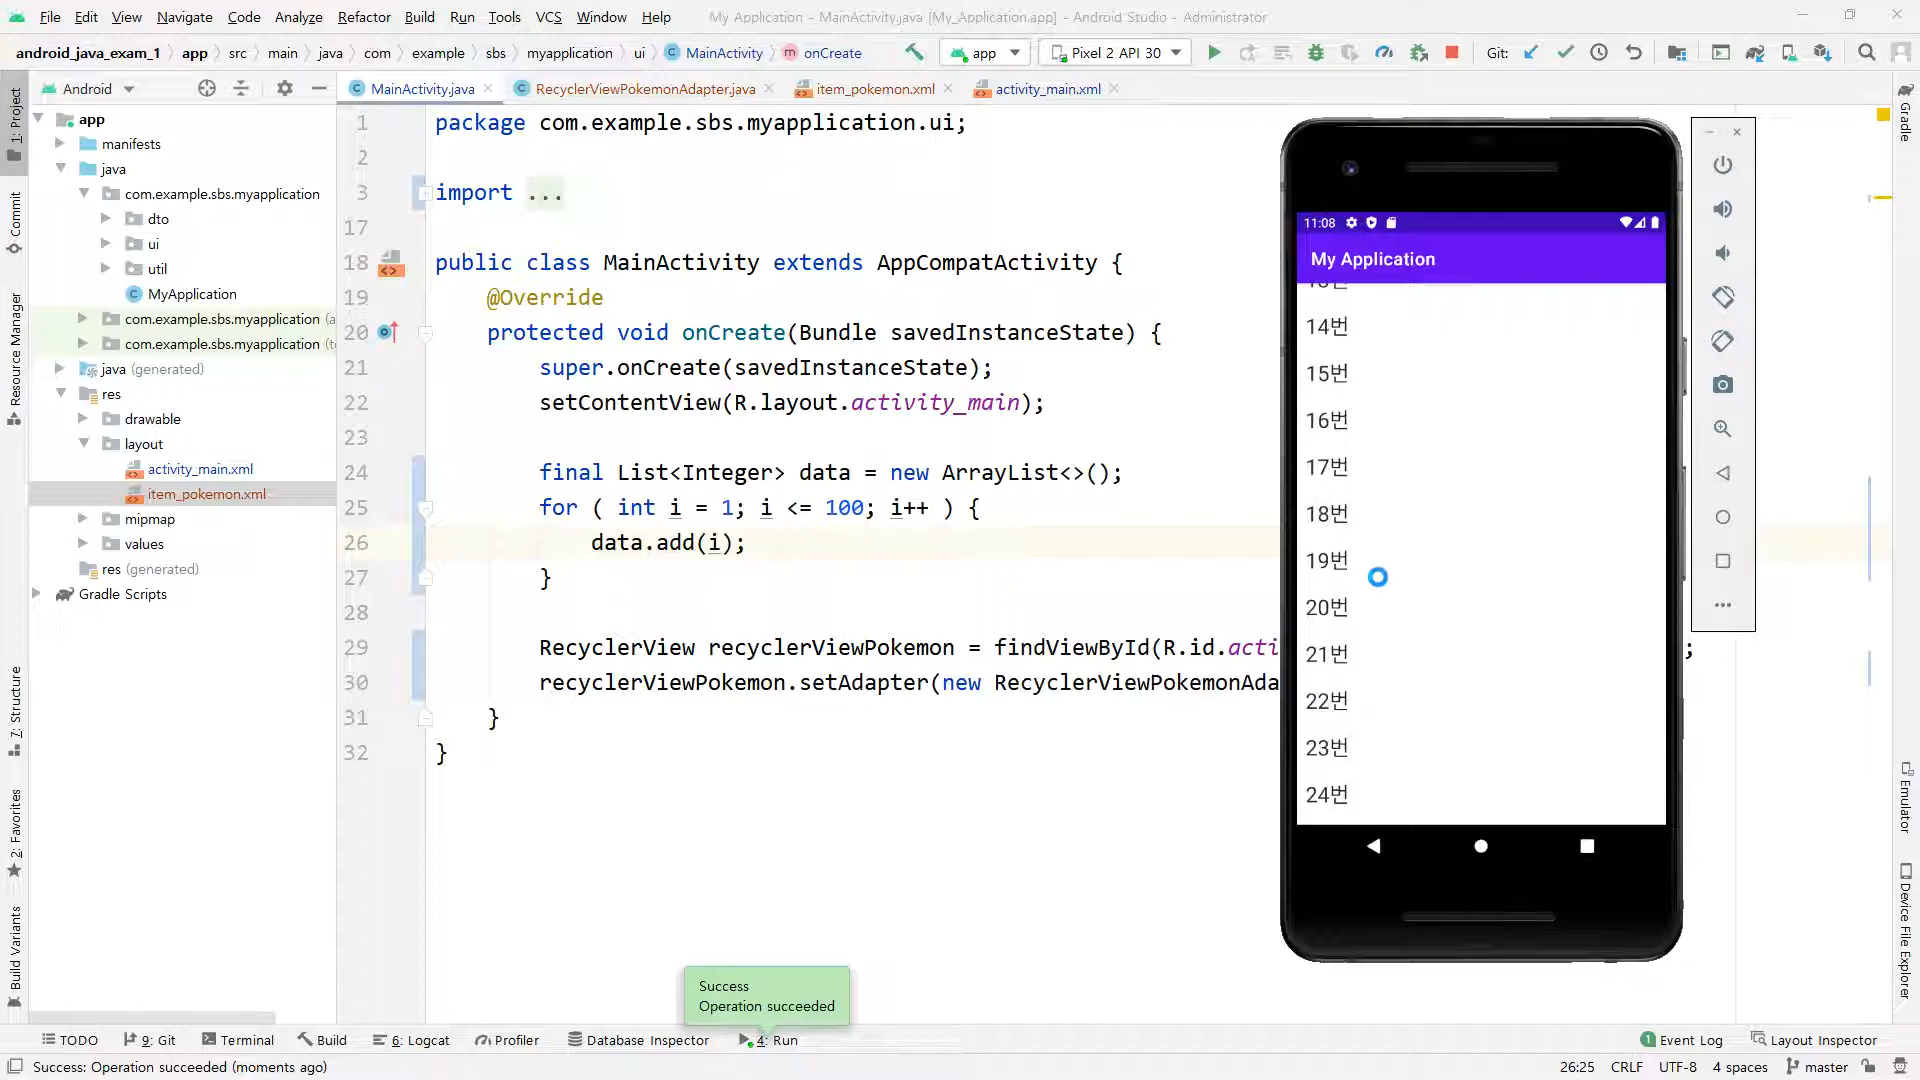 File Edit View Navigate Code Analyze Refactor Build Run Tools VCS Window Help My Application - MainActivity.java [My_Application.app] - Android Studio - Administrator
android_java_exam_1 app src main java com example sbs myapplication ui MainActivity onCreate app Pixel 2 API 30 Git:
Android MainActivity.java RecyclerViewPokemonAdapter.java item_pokemon.xml activity_main.xml
1: Project
Commit
Resource Manager
7: Structure
2: Favorites
Build Variants
app
manifests
java
com.example.sbs.myapplication
dto
ui
util
MyApplication
com.example.sbs.myapplication (a
com.example.sbs.myapplication (t
java (generated)
res
drawable
layout
activity_main.xml
item_pokemon.xml
mipmap
values
res (generated)
Gradle Scripts
1 package com.example.sbs.myapplication.ui;
2
3 import ...
17
18 public class MainActivity extends AppCompatActivity {
19 @Override
20 protected void onCreate(Bundle savedInstanceState) {
21 super.onCreate(savedInstanceState);
22 setContentView(R.layout.activity_main);
23
24 final List<Integer> data = new ArrayList<>();
25 for ( int i = 1; i <= 100; i++ ) {
26 data.add(i);
27 }
28
29 RecyclerView recyclerViewPokemon = findViewById(R.id.acti ;
30 recyclerViewPokemon.setAdapter(new RecyclerViewPokemonAda
31 }
32 }
11:08
My Application
14번
15번
16번
17번
18번
19번
20번
21번
22번
23번
24번
Gradle
Emulator
Device File Explorer
Success
Operation succeeded
TODO 9: Git Terminal Build 6: Logcat Profiler Database Inspector 4: Run 1 Event Log Layout Inspector
Success: Operation succeeded (moments ago) 26:25 CRLF UTF-8 4 spaces master